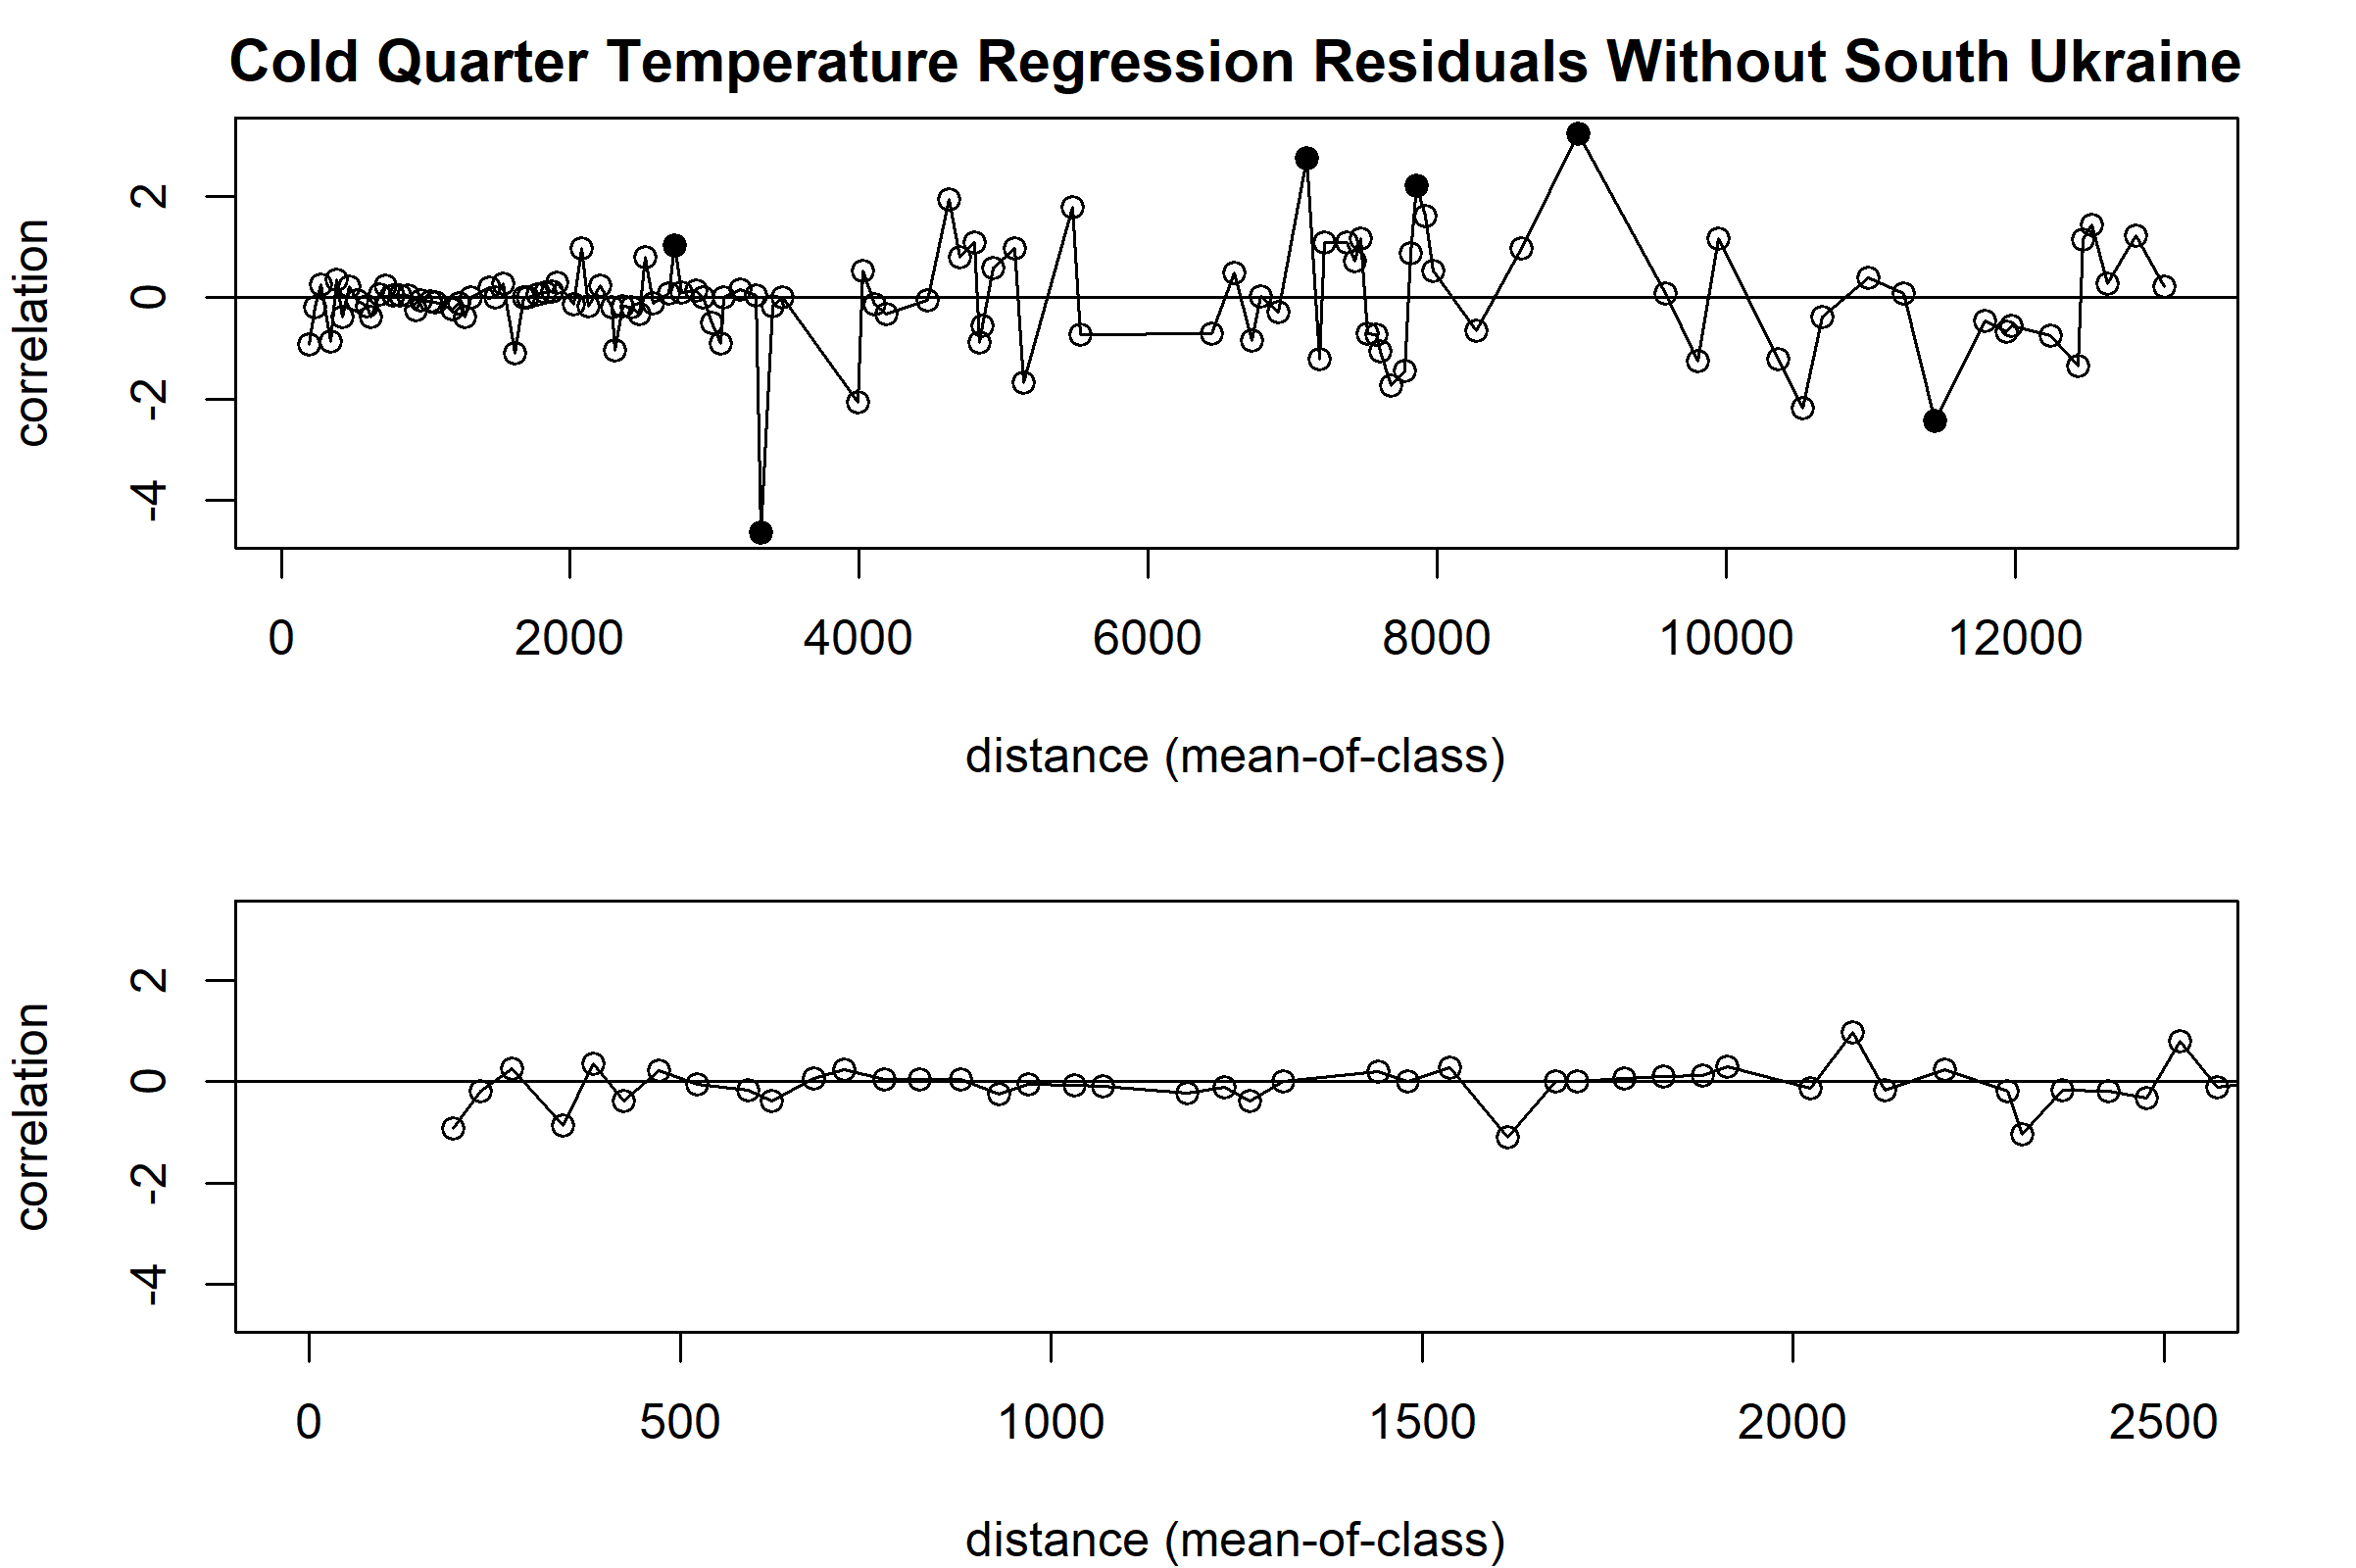 Cold Quarter Temperature Regression Residuals Without South Ukraine
correlation
2
0
-2
-4
0 2000 4000 6000 8000 10000 12000
distance (mean-of-class)
correlation
2
0
-2
-4
0 500 1000 1500 2000 2500
distance (mean-of-class)